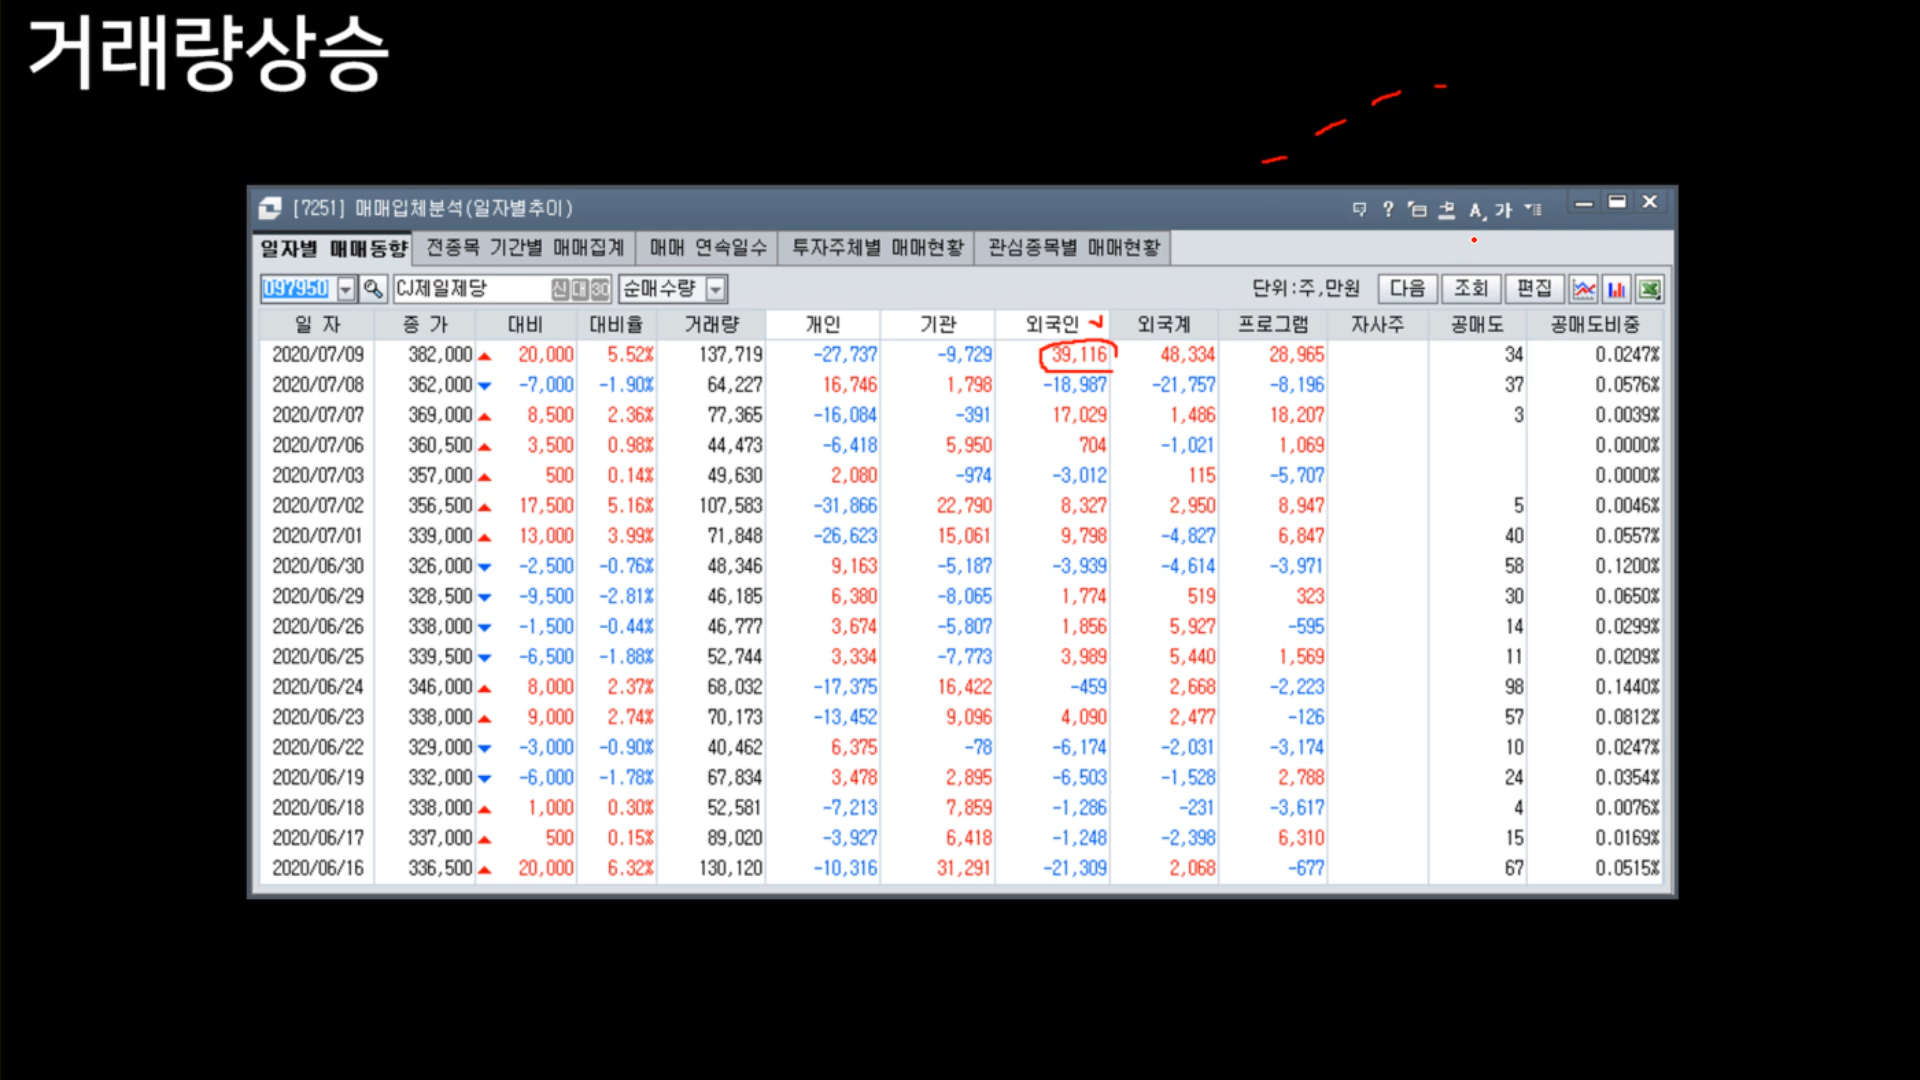 거래량상승
[7251] 매매입체분석(일자별추이)
일자별 매매동향 전종목 기간별 매매집계 매매 연속일수 투자주체별 매매현황 관심종목별 매매현황
097950 CJ제일제당 신 대 30 순매수량 단위:주,만원 다음 조회 편집
일 자 종 가 대비 대비율 거래량 개인 기관 외국인 외국계 프로그램 자사주 공매도 공매도비중
2020/07/09 382,000 ▲ 20,000 5.52% 137,719 -27,737 -9,729 39,116 48,334 28,965 34 0.0247%
2020/07/08 362,000 ▼ -7,000 -1.90% 64,227 16,746 1,798 -18,987 -21,757 -8,196 37 0.0576%
2020/07/07 369,000 ▲ 8,500 2.36% 77,365 -16,084 -391 17,029 1,486 18,207 3 0.0039%
2020/07/06 360,500 ▲ 3,500 0.98% 44,473 -6,418 5,950 704 -1,021 1,069 0.0000%
2020/07/03 357,000 ▲ 500 0.14% 49,630 2,080 -974 -3,012 115 -5,707 0.0000%
2020/07/02 356,500 ▲ 17,500 5.16% 107,583 -31,866 22,790 8,327 2,950 8,947 5 0.0046%
2020/07/01 339,000 ▲ 13,000 3.99% 71,848 -26,623 15,061 9,798 -4,827 6,847 40 0.0557%
2020/06/30 326,000 ▼ -2,500 -0.76% 48,346 9,163 -5,187 -3,939 -4,614 -3,971 58 0.1200%
2020/06/29 328,500 ▼ -9,500 -2.81% 46,185 6,380 -8,065 1,774 519 323 30 0.0650%
2020/06/26 338,000 ▼ -1,500 -0.44% 46,777 3,674 -5,807 1,856 5,927 -595 14 0.0299%
2020/06/25 339,500 ▼ -6,500 -1.88% 52,744 3,334 -7,773 3,989 5,440 1,569 11 0.0209%
2020/06/24 346,000 ▲ 8,000 2.37% 68,032 -17,375 16,422 -459 2,668 -2,223 98 0.1440%
2020/06/23 338,000 ▲ 9,000 2.74% 70,173 -13,452 9,096 4,090 2,477 -126 57 0.0812%
2020/06/22 329,000 ▼ -3,000 -0.90% 40,462 6,375 -78 -6,174 -2,031 -3,174 10 0.0247%
2020/06/19 332,000 ▼ -6,000 -1.78% 67,834 3,478 2,895 -6,503 -1,528 2,788 24 0.0354%
2020/06/18 338,000 ▲ 1,000 0.30% 52,581 -7,213 7,859 -1,286 -231 -3,617 4 0.0076%
2020/06/17 337,000 ▲ 500 0.15% 89,020 -3,927 6,418 -1,248 -2,398 6,310 15 0.0169%
2020/06/16 336,500 ▲ 20,000 6.32% 130,120 -10,316 31,291 -21,309 2,068 -677 67 0.0515%